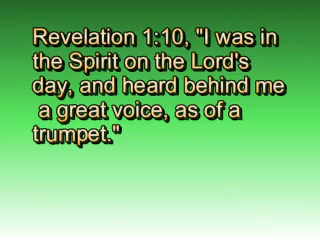 Revelation 1:10, "I was in
the Spirit on the Lord's
day, and heard behind me
a great voice, as of a
trumpet."